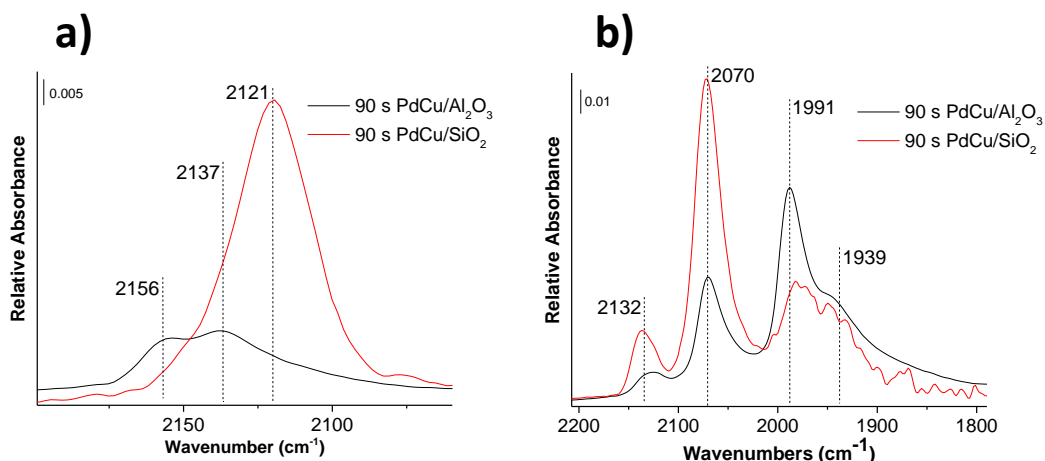 a)
0.005
2121
2137
2156
90 s PdCu/Al₂O₃
90 s PdCu/SiO₂
Relative Absorbance
2150
2100
Wavenumber (cm⁻¹)
b)
0.01
2070
1991
1939
2132
90 s PdCu/Al₂O₃
90 s PdCu/SiO₂
Relative Absorbance
2200
2100
2000
1900
1800
Wavenumbers (cm⁻¹)